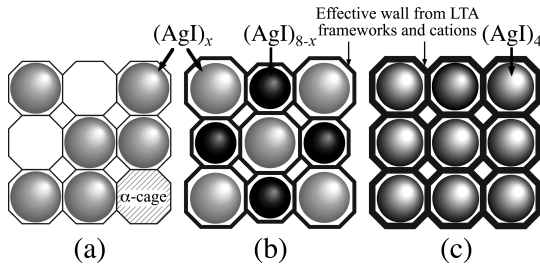 (AgI)x
(AgI)8-x
Effective wall from LTA
frameworks and cations
(AgI)4
α-cage
(a)
(b)
(c)